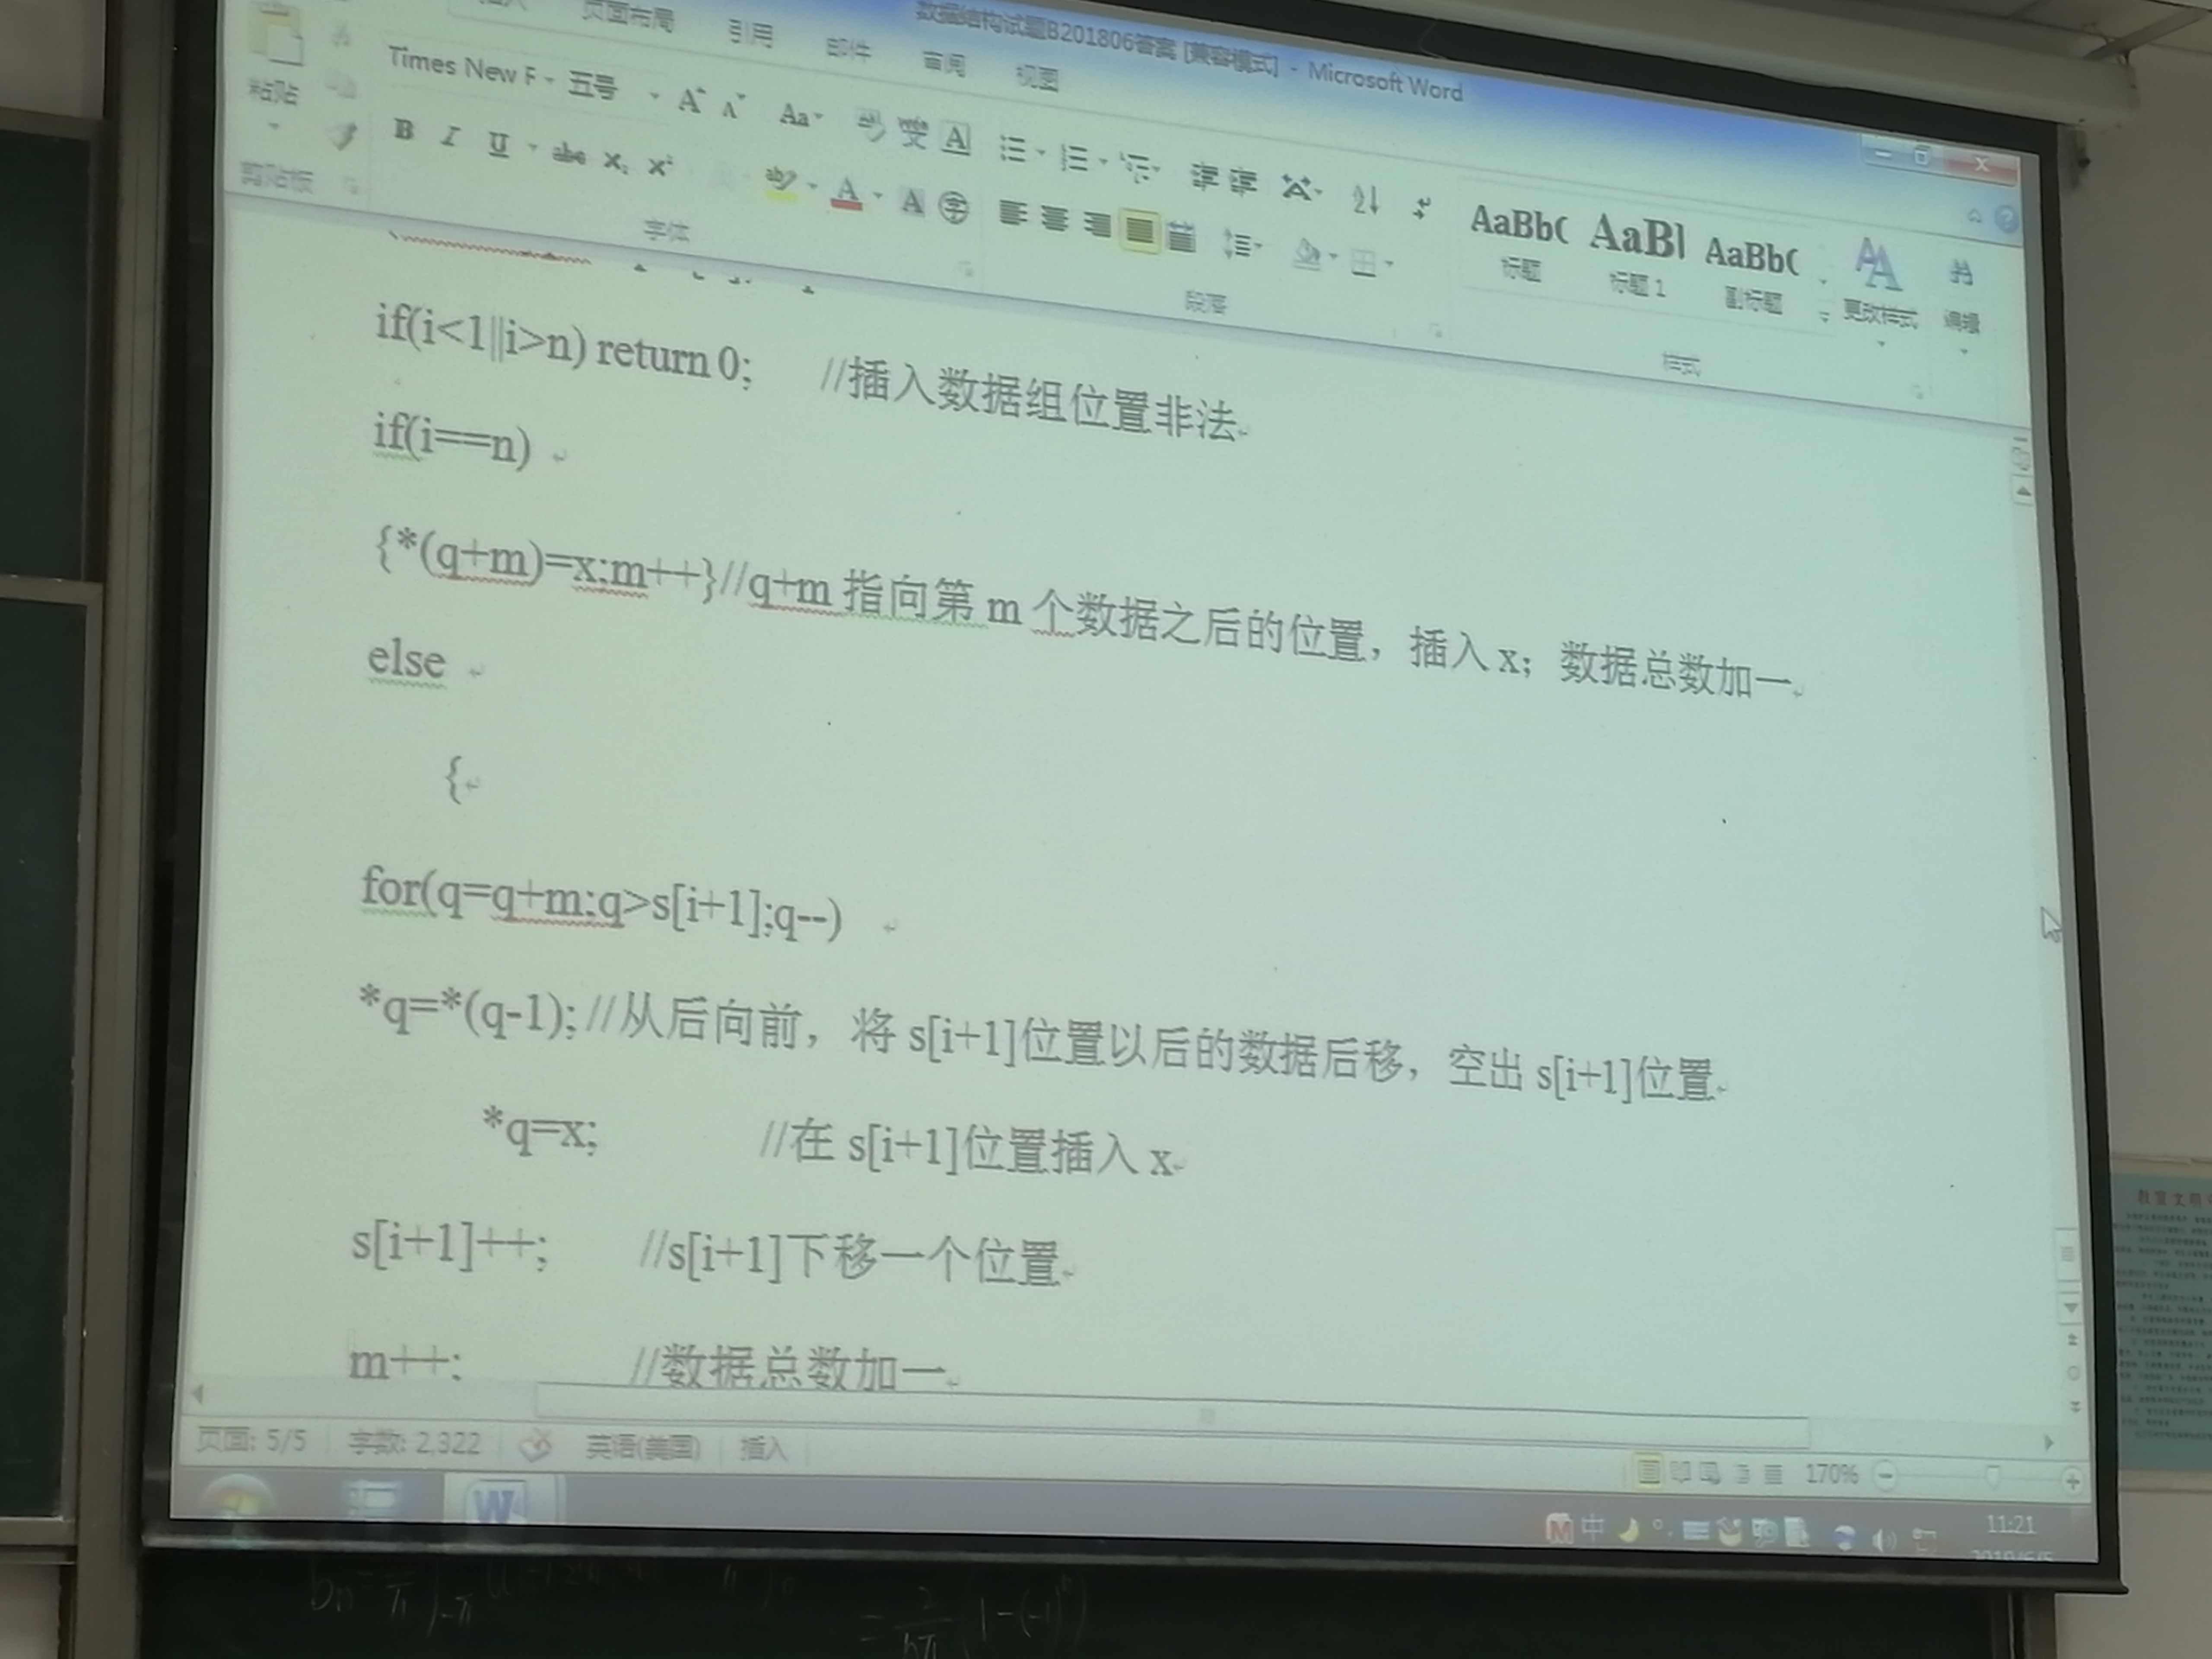 数据结构试题B201806答案 [兼容模式] - Microsoft Word
页面布局 引用 邮件 审阅 视图
粘贴
剪贴板
Times New F 五号
Aa
B I U abc x₂ x²
字体
段落
AaBbC AaBl AaBbC
标题 标题 1 副标题
更改样式 编辑
样式
if(i<1||i>n) return 0; //插入数据组位置非法
if(i==n)
{*(q+m)=x;m++}//q+m 指向第 m 个数据之后的位置，插入 x；数据总数加一
else
{
for(q=q+m;q>s[i+1];q--)
*q=*(q-1); //从后向前，将 s[i+1]位置以后的数据后移，空出 s[i+1]位置
*q=x; //在 s[i+1]位置插入 x
s[i+1]++; //s[i+1]下移一个位置
m++; //数据总数加一
页面: 5/5 字数: 2,322 英语(美国) 插入
170%
中
11:21